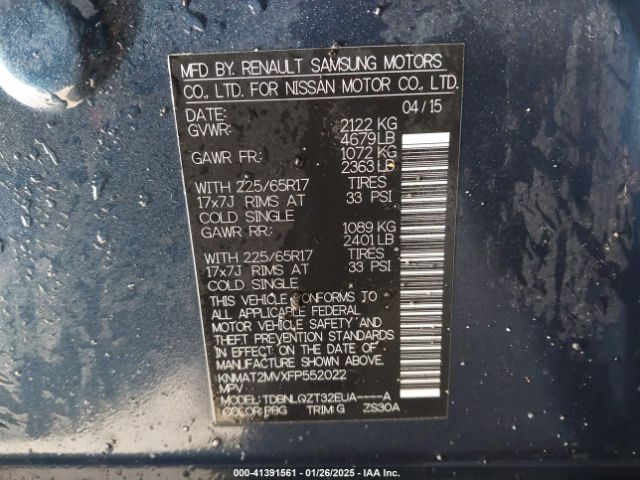 MFD BY. RENAULT SAMSUNG MOTORS
CO., LTD. FOR NISSAN MOTOR CO., LTD.
DATE: 04/15
GVWR: 2122 KG
4679 LB
GAWR FR: 1072 KG
2363 LB
WITH 225/65R17 TIRES
17x7J RIMS AT 33 PSI
COLD SINGLE
GAWR RR: 1089 KG
2401 LB
WITH 225/65R17 TIRES
17x7J RIMS AT 33 PSI
COLD SINGLE
THIS VEHICLE CONFORMS TO
ALL APPLICABLE FEDERAL
MOTOR VEHICLE SAFETY AND
THEFT PREVENTION STANDARDS
IN EFFECT ON THE DATE OF
MANUFACTURE SHOWN ABOVE.
KNMAT2MVXFP552022
MPV
MODEL: TDBNLQZT32EUA----A
COLOR: PBG TRIM: G ZS30A
000-41391561 / 01/26/2025 - IAA Inc.